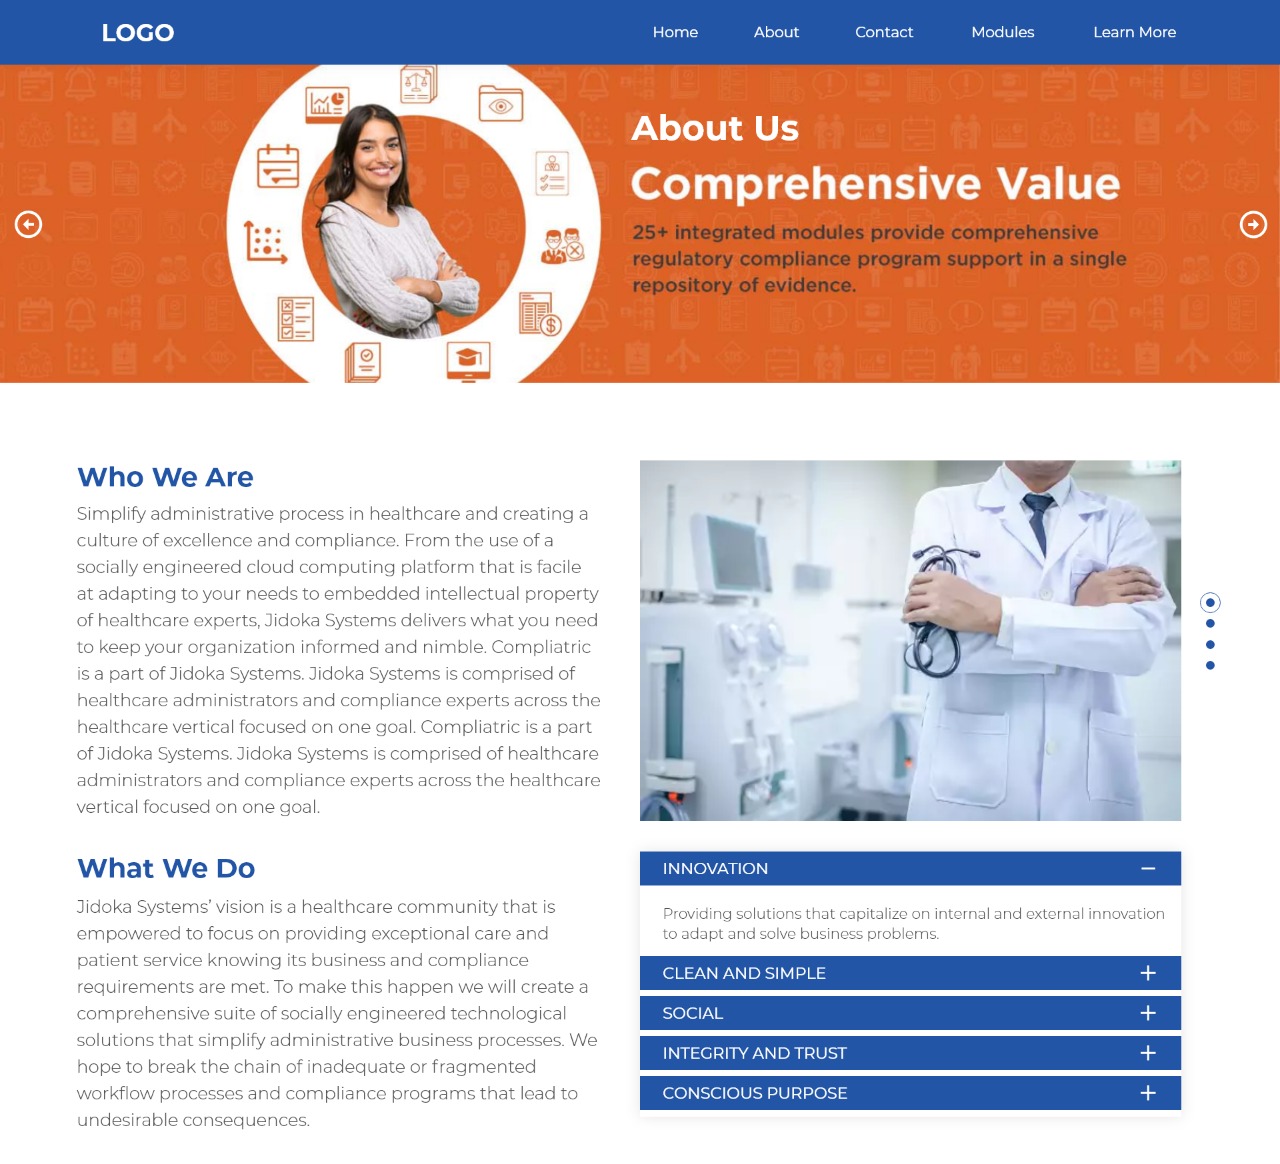 LOGO
Home About Contact Modules Learn More
About Us
Comprehensive Value
25+ integrated modules provide comprehensive
regulatory compliance program support in a single
repository of evidence.
Who We Are
Simplify administrative process in healthcare and creating a
culture of excellence and compliance. From the use of a
socially engineered cloud computing platform that is facile
at adapting to your needs to embedded intellectual property
of healthcare experts, Jidoka Systems delivers what you need
to keep your organization informed and nimble. Compliatric
is a part of Jidoka Systems. Jidoka Systems is comprised of
healthcare administrators and compliance experts across the
healthcare vertical focused on one goal. Compliatric is a part
of Jidoka Systems. Jidoka Systems is comprised of healthcare
administrators and compliance experts across the healthcare
vertical focused on one goal.
What We Do
Jidoka Systems’ vision is a healthcare community that is
empowered to focus on providing exceptional care and
patient service knowing its business and compliance
requirements are met. To make this happen we will create a
comprehensive suite of socially engineered technological
solutions that simplify administrative business processes. We
hope to break the chain of inadequate or fragmented
workflow processes and compliance programs that lead to
undesirable consequences.
INNOVATION
Providing solutions that capitalize on internal and external innovation
to adapt and solve business problems.
CLEAN AND SIMPLE
SOCIAL
INTEGRITY AND TRUST
CONSCIOUS PURPOSE